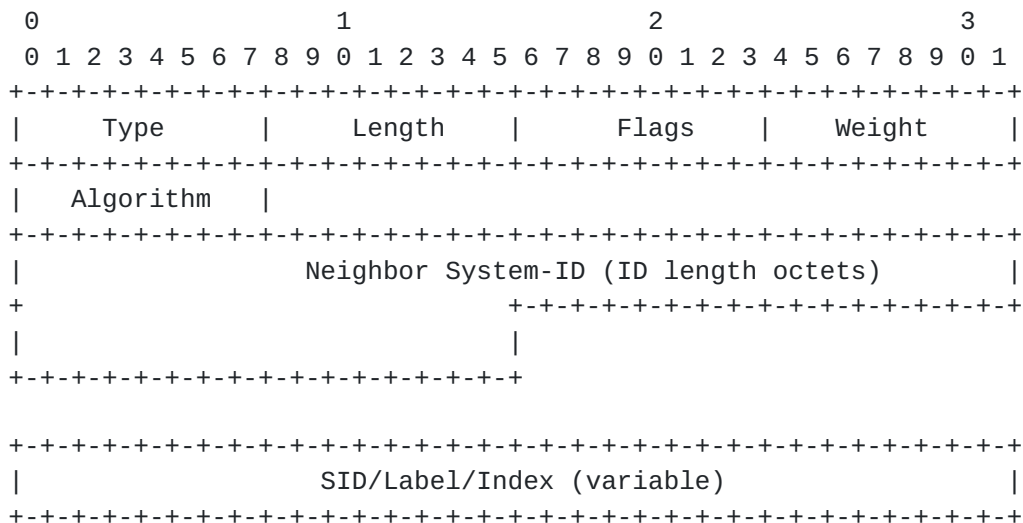 0                   1                   2                   3
 0 1 2 3 4 5 6 7 8 9 0 1 2 3 4 5 6 7 8 9 0 1 2 3 4 5 6 7 8 9 0 1
+-+-+-+-+-+-+-+-+-+-+-+-+-+-+-+-+-+-+-+-+-+-+-+-+-+-+-+-+-+-+-+-+
|     Type      |     Length    |      Flags    |    Weight     |
+-+-+-+-+-+-+-+-+-+-+-+-+-+-+-+-+-+-+-+-+-+-+-+-+-+-+-+-+-+-+-+-+
|   Algorithm   |
+-+-+-+-+-+-+-+-+-+-+-+-+-+-+-+-+-+-+-+-+-+-+-+-+-+-+-+-+-+-+-+-+
|                  Neighbor System-ID (ID length octets)        |
+                               +-+-+-+-+-+-+-+-+-+-+-+-+-+-+-+-+
|                               |
+-+-+-+-+-+-+-+-+-+-+-+-+-+-+-+-+

+-+-+-+-+-+-+-+-+-+-+-+-+-+-+-+-+-+-+-+-+-+-+-+-+-+-+-+-+-+-+-+-+
|                   SID/Label/Index (variable)                  |
+-+-+-+-+-+-+-+-+-+-+-+-+-+-+-+-+-+-+-+-+-+-+-+-+-+-+-+-+-+-+-+-+